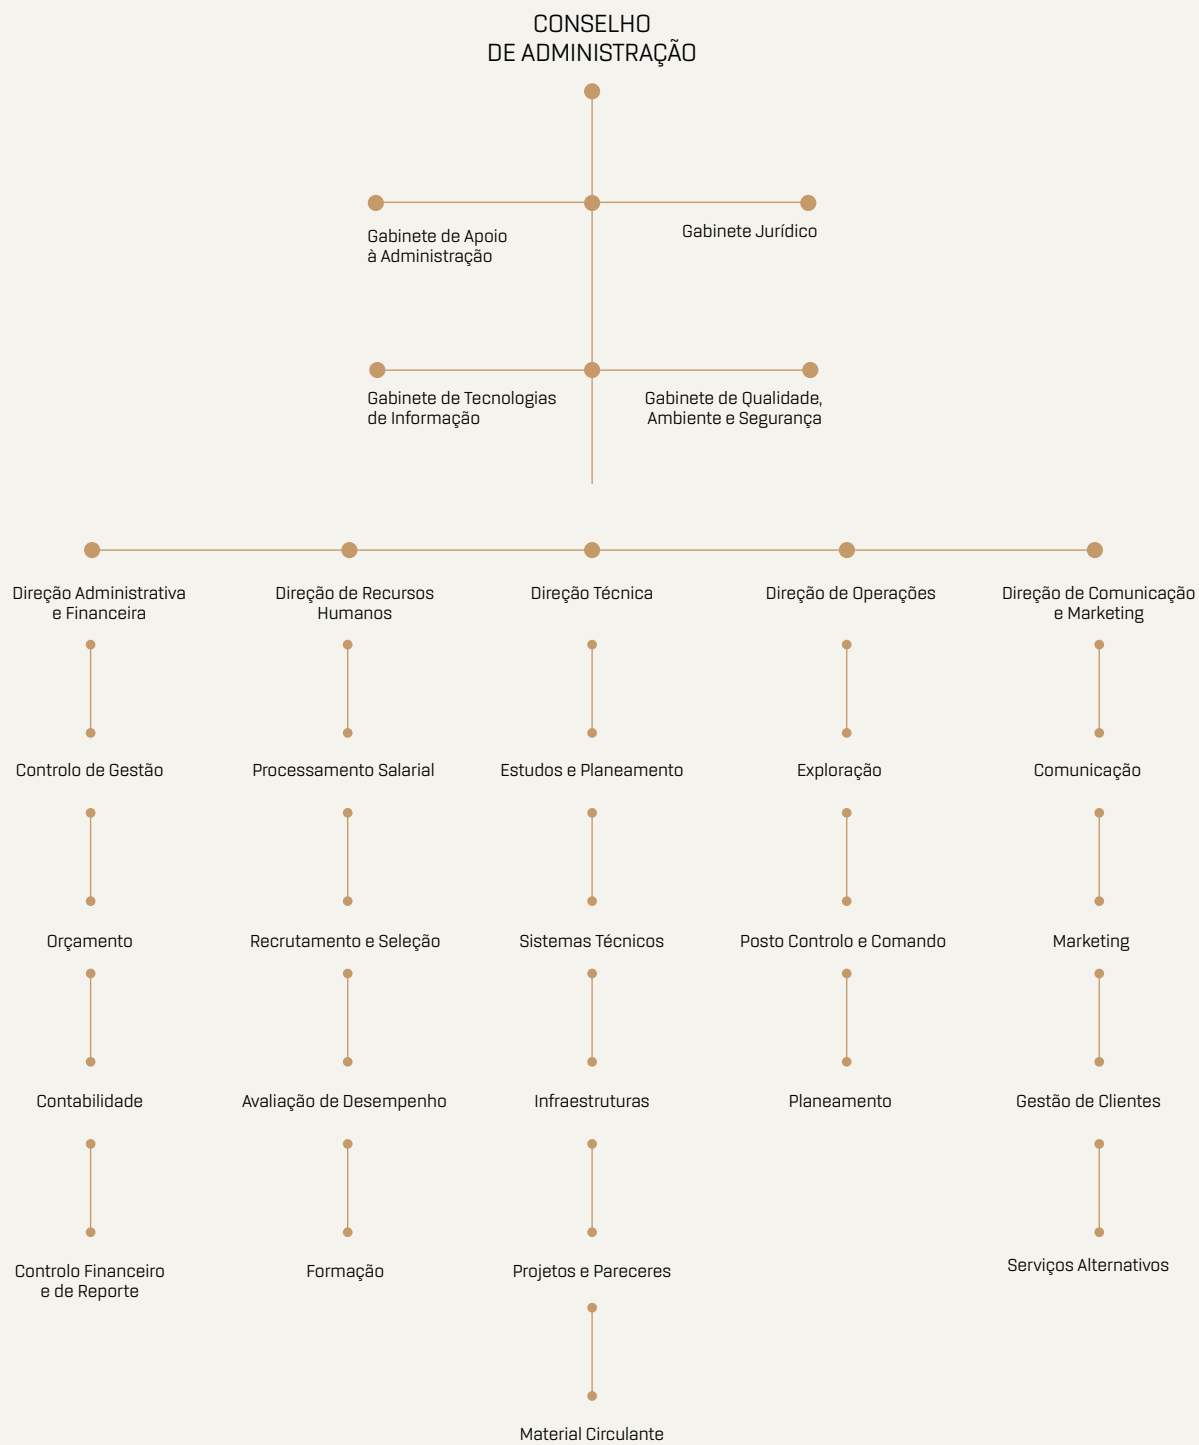 CONSELHO
DE ADMINISTRAÇÃO
Gabinete de Apoio
à Administração
Gabinete Jurídico
Gabinete de Tecnologias
de Informação
Gabinete de Qualidade,
Ambiente e Segurança
Direção Administrativa
e Financeira
Direção de Recursos
Humanos
Direção Técnica
Direção de Operações
Direção de Comunicação
e Marketing
Controlo de Gestão
Processamento Salarial
Estudos e Planeamento
Exploração
Comunicação
Orçamento
Recrutamento e Seleção
Sistemas Técnicos
Posto Controlo e Comando
Marketing
Contabilidade
Avaliação de Desempenho
Infraestruturas
Planeamento
Gestão de Clientes
Controlo Financeiro
e de Reporte
Formação
Projetos e Pareceres
Serviços Alternativos
Material Circulante